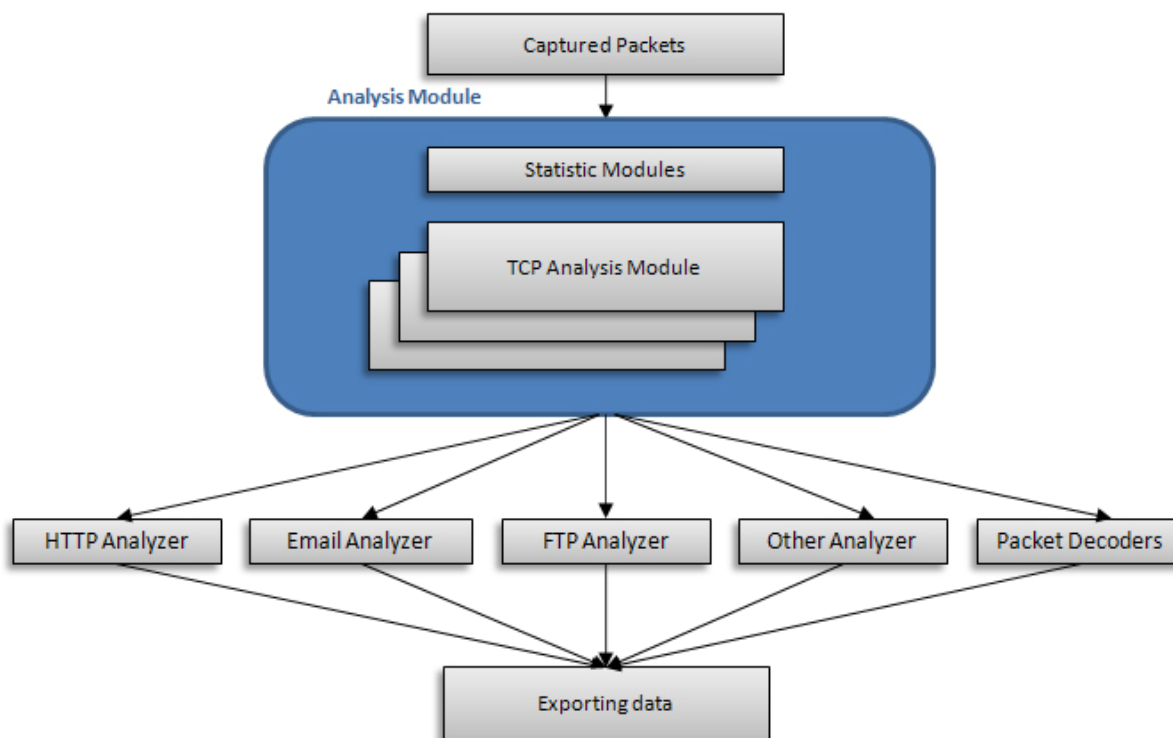 Captured Packets
Analysis Module
Statistic Modules
TCP Analysis Module
HTTP Analyzer
Email Analyzer
FTP Analyzer
Other Analyzer
Packet Decoders
Exporting data